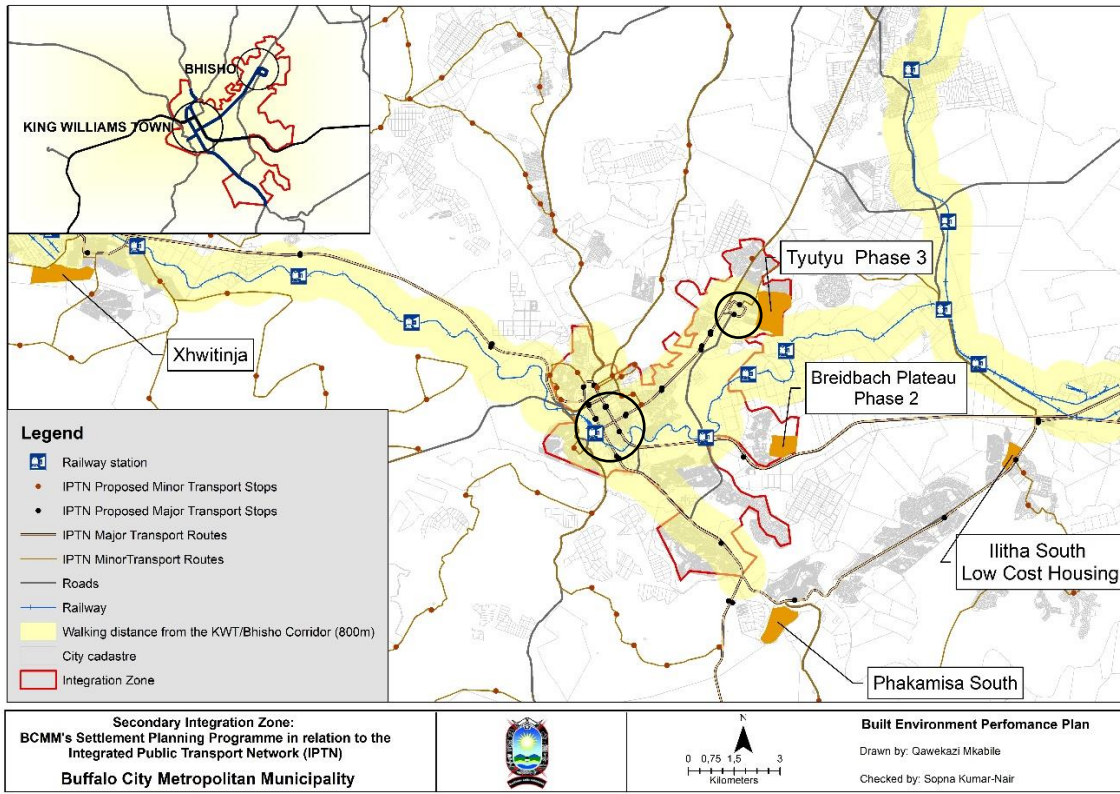 BHISHO
KING WILLIAMS TOWN
Tyutyu Phase 3
Xhwitinja
Breidbach Plateau
Phase 2
Ilitha South
Low Cost Housing
Phakamisa South
Legend
Railway station
IPTN Proposed Minor Transport Stops
IPTN Proposed Major Transport Stops
IPTN Major Transport Routes
IPTN MinorTransport Routes
Roads
Railway
Walking distance from the KWT/Bhisho Corridor (800m)
City cadastre
Integration Zone
Secondary Integration Zone:
BCMM's Settlement Planning Programme in relation to the
Integrated Public Transport Network (IPTN)
Buffalo City Metropolitan Municipality
N
0 0,75 1,5 3
Kilometers
Built Environment Perfomance Plan
Drawn by: Qawekazi Mkabile
Checked by: Sopna Kumar-Nair